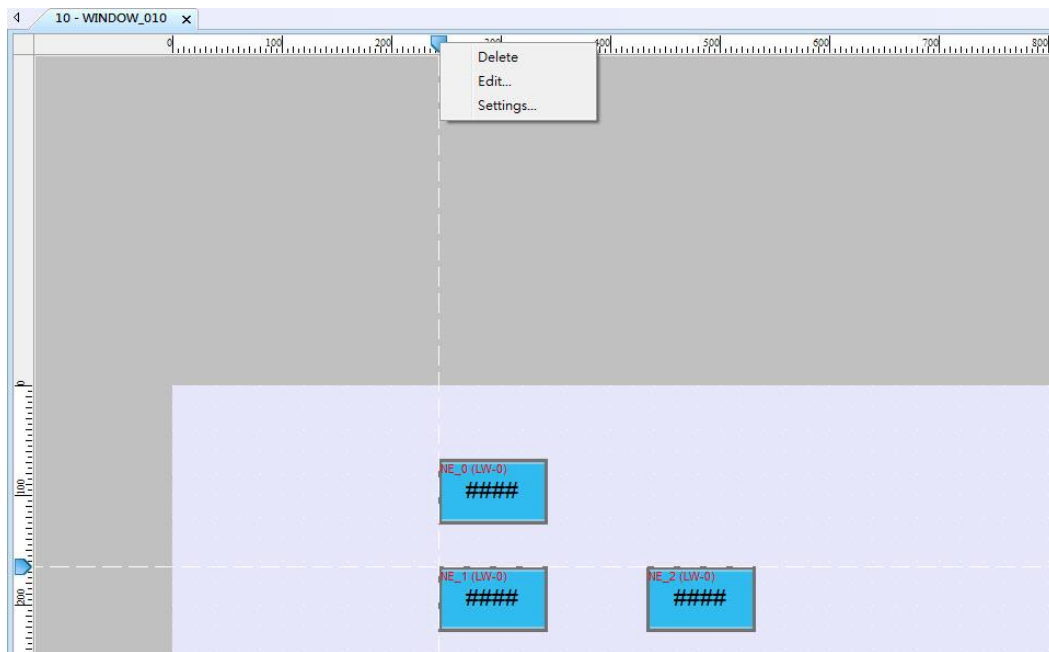 10 - WINDOW_010
0 100 200 300 400 500 600 700 800
Delete
Edit...
Settings...
0
100
200
NE_0 (LW-0)
####
NE_1 (LW-0) NE_2 (LW-0)
#### ####